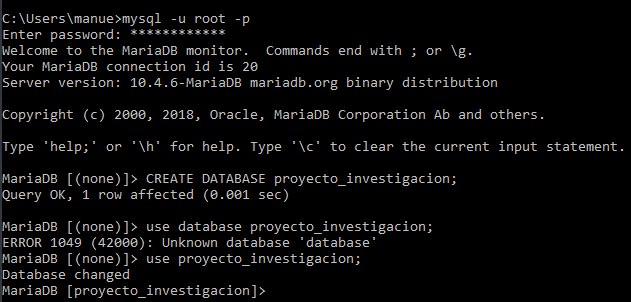 C:\Users\manue>mysql -u root -p
Enter password: ************
Welcome to the MariaDB monitor.  Commands end with ; or \g.
Your MariaDB connection id is 20
Server version: 10.4.6-MariaDB mariadb.org binary distribution
Copyright (c) 2000, 2018, Oracle, MariaDB Corporation Ab and others.
Type 'help;' or '\h' for help. Type '\c' to clear the current input statement.
MariaDB [(none)]> CREATE DATABASE proyecto_investigacion;
Query OK, 1 row affected (0.001 sec)
MariaDB [(none)]> use database proyecto_investigacion;
ERROR 1049 (42000): Unknown database 'database'
MariaDB [(none)]> use proyecto_investigacion;
Database changed
MariaDB [proyecto_investigacion]>